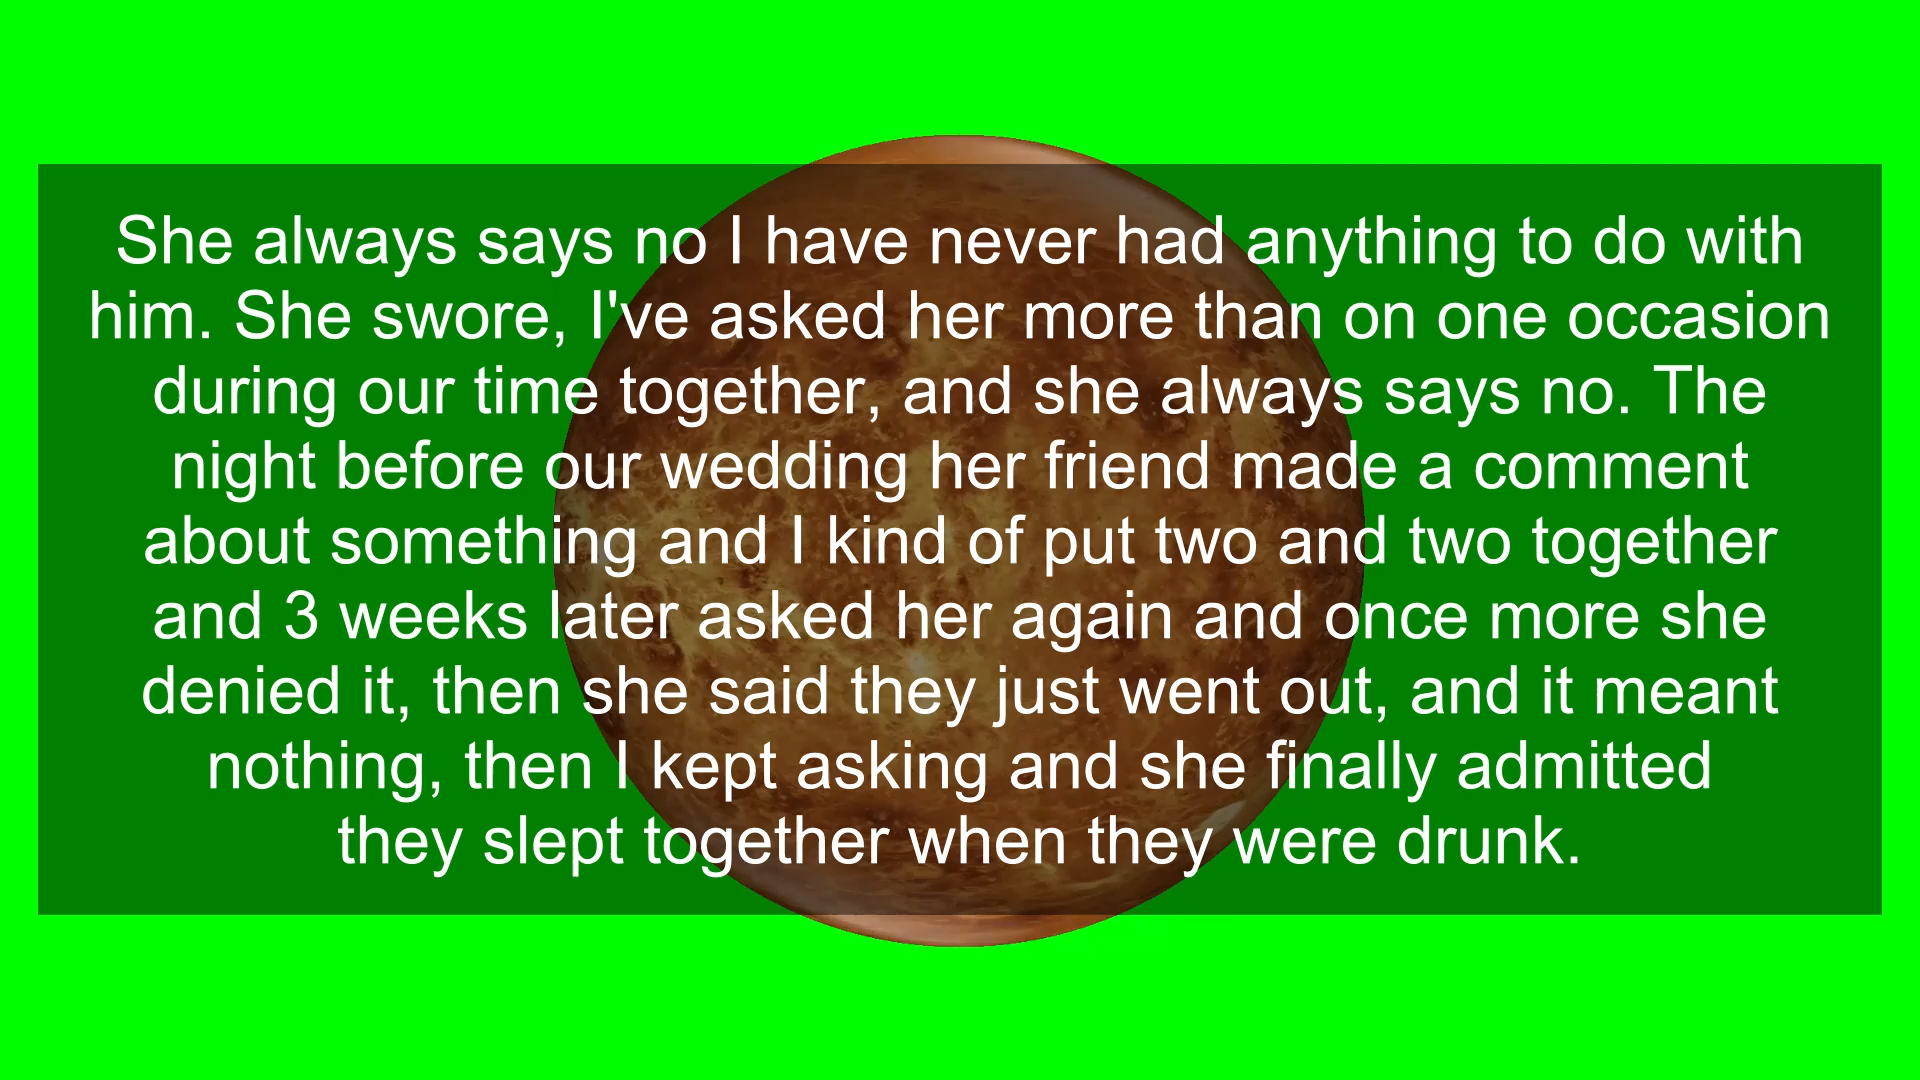 She always says no I have never had anything to do with
him. She swore, I've asked her more than on one occasion
during our time together, and she always says no. The
night before our wedding her friend made a comment
about something and I kind of put two and two together
and 3 weeks later asked her again and once more she
denied it, then she said they just went out, and it meant
nothing, then I kept asking and she finally admitted
they slept together when they were drunk.